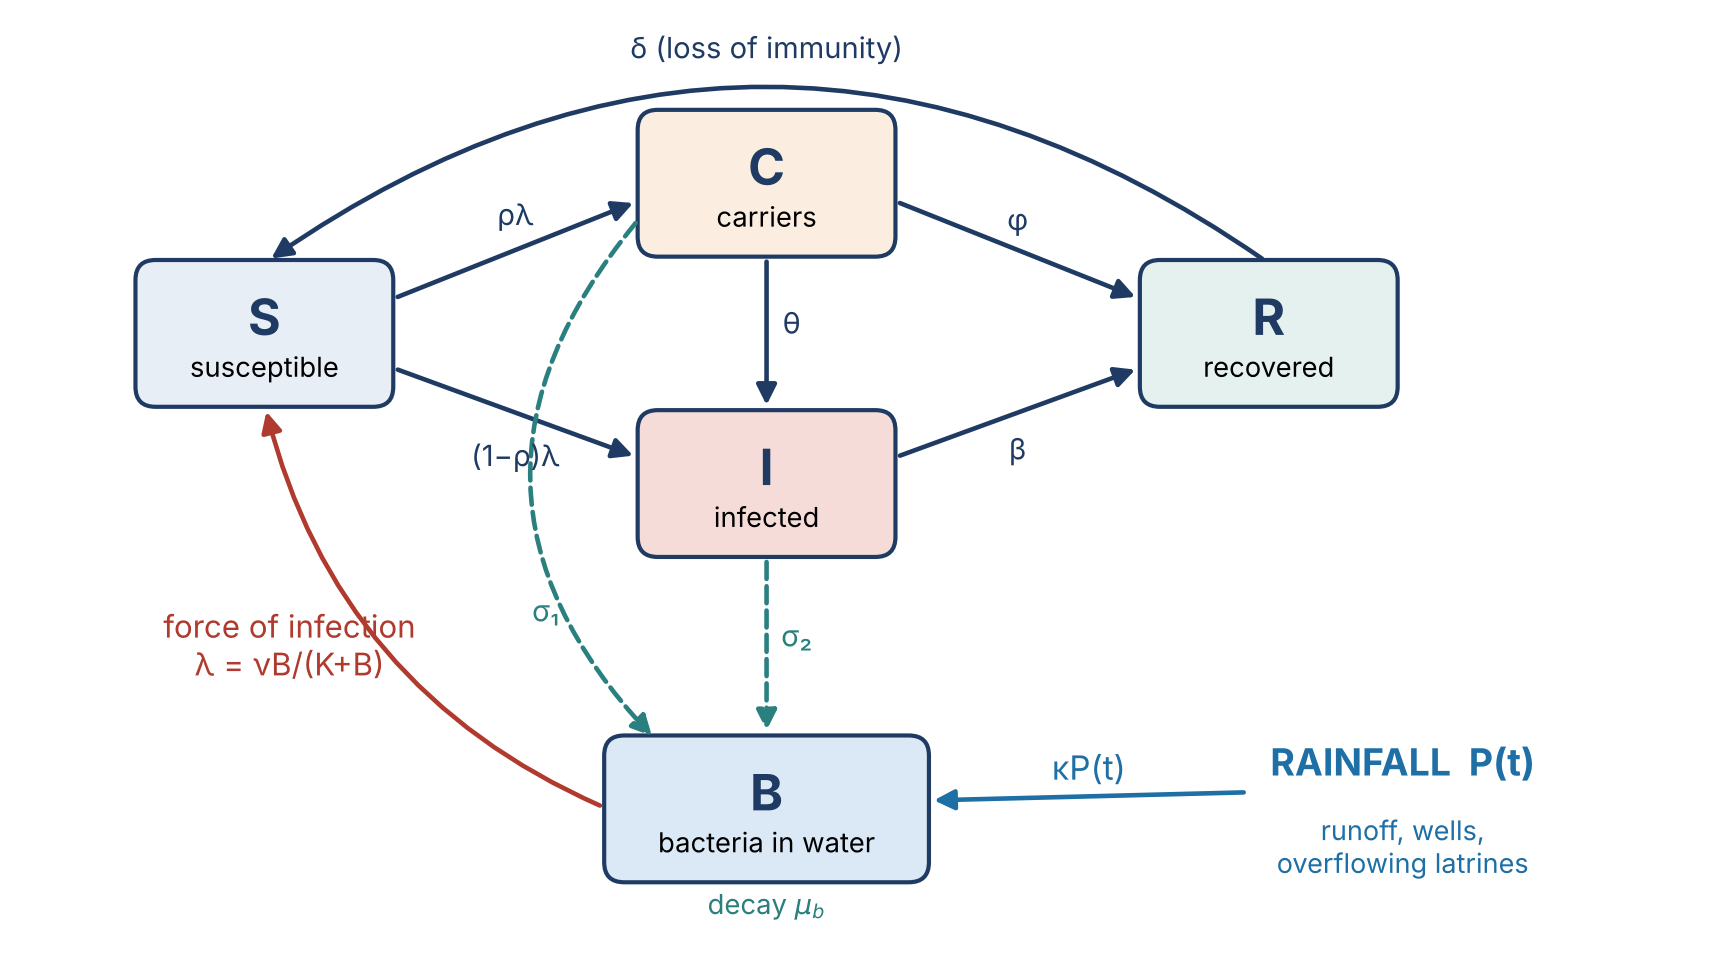 δ (loss of immunity)
C
carriers
ρλ
φ
S
susceptible
θ
R
recovered
(1−ρ)λ
I
infected
β
force of infection
λ = νB/(K+B)
σ₁
σ₂
B
bacteria in water
decay μ_b
κP(t)
RAINFALL P(t)
runoff, wells,
overflowing latrines